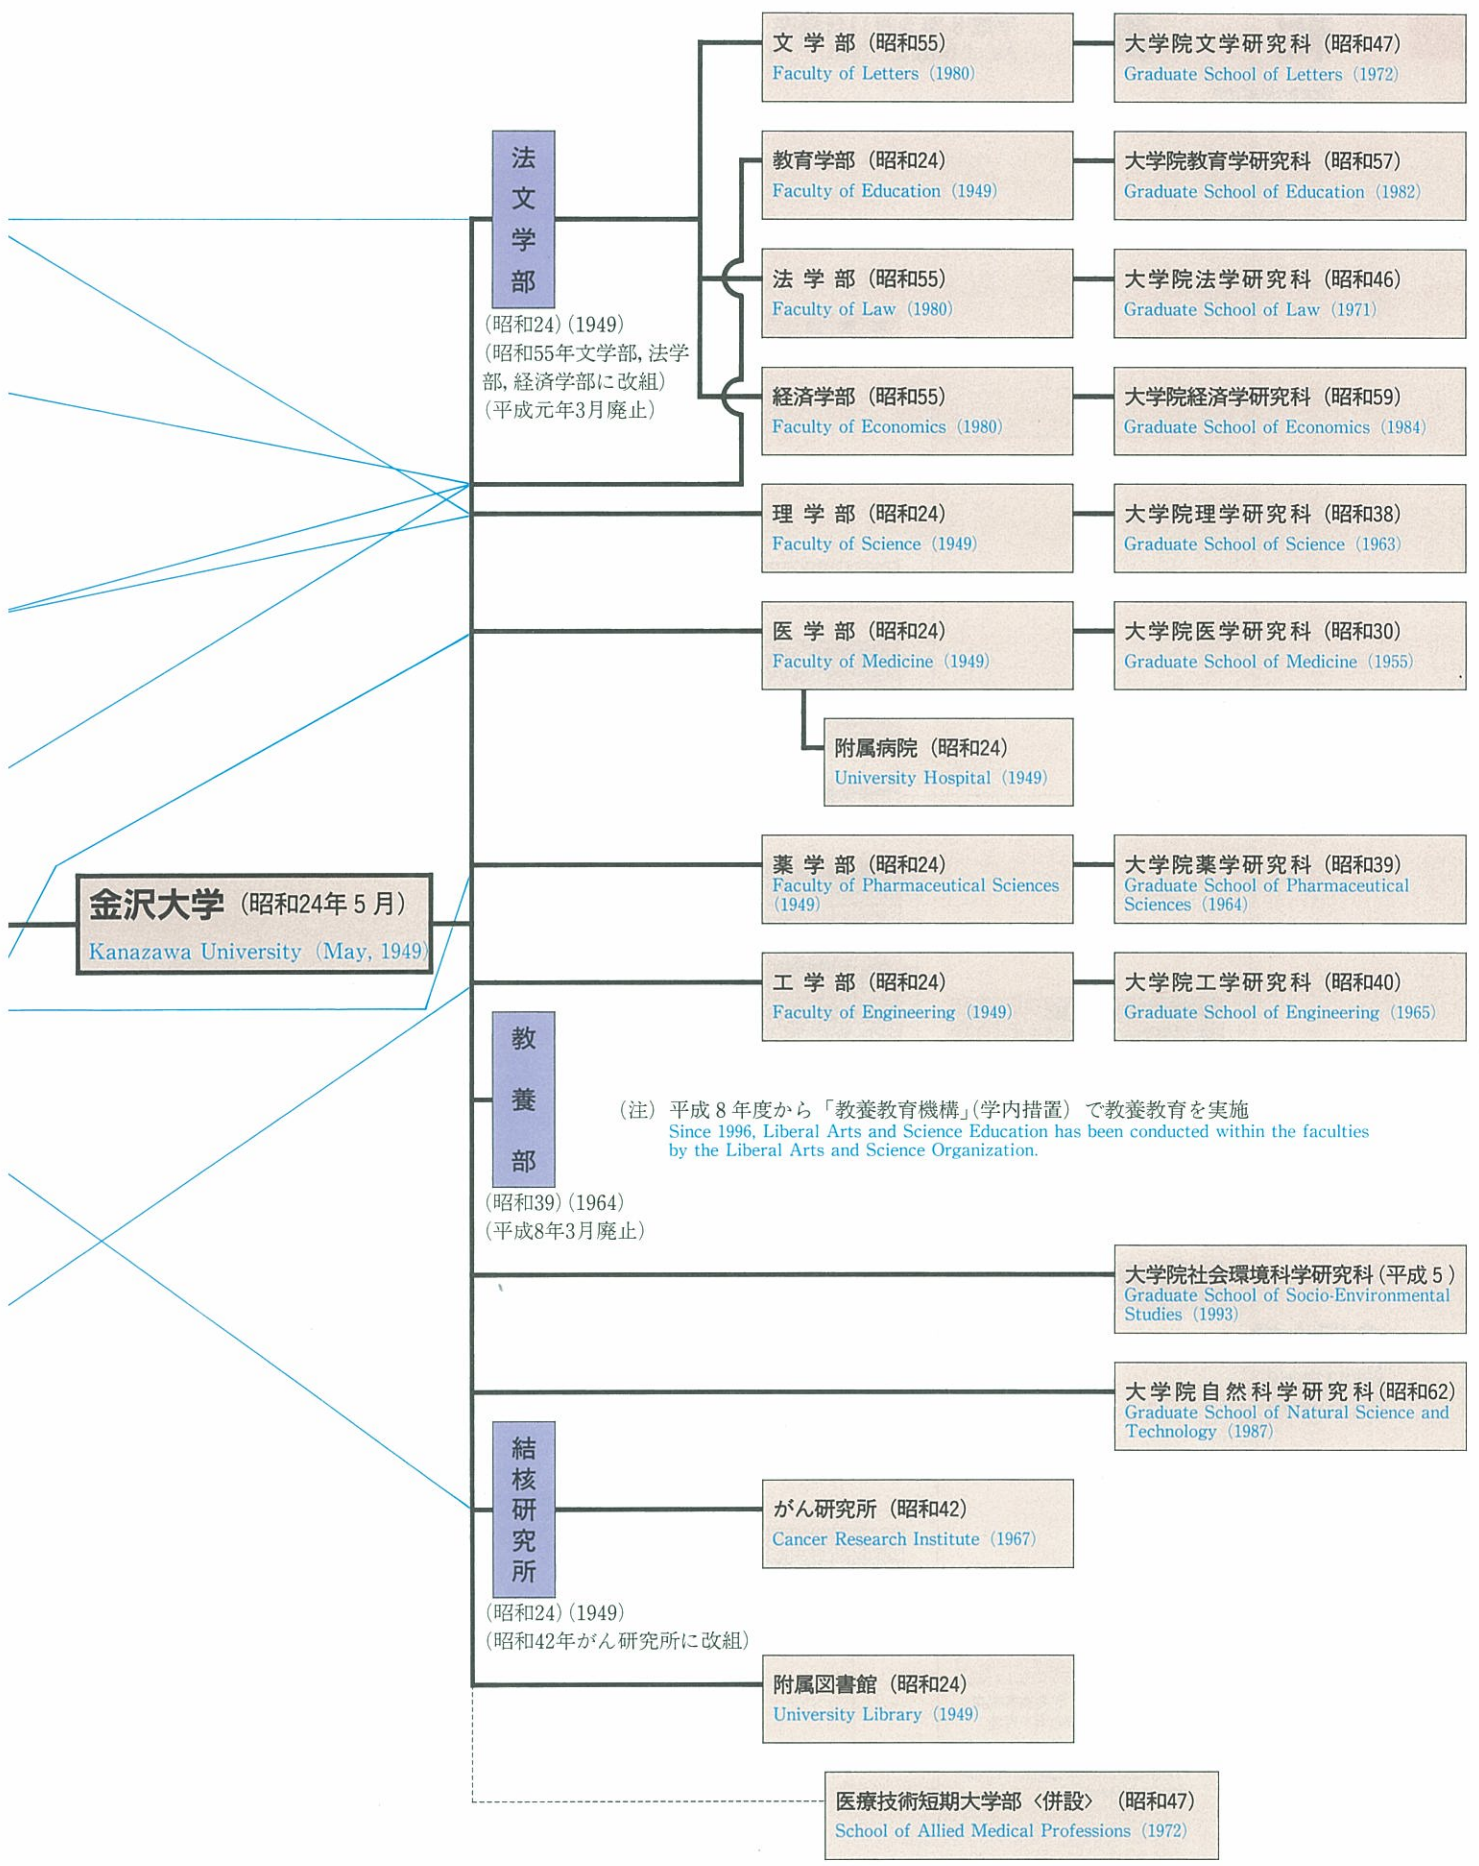 文学部（昭和55）
Faculty of Letters (1980)
大学院文学研究科（昭和47）
Graduate School of Letters (1972)
法文学部
(昭和24) (1949)
(昭和55年文学部, 法学
部, 経済学部に改組)
(平成元年3月廃止)
教育学部（昭和24）
Faculty of Education (1949)
大学院教育学研究科（昭和57）
Graduate School of Education (1982)
法学部（昭和55）
Faculty of Law (1980)
大学院法学研究科（昭和46）
Graduate School of Law (1971)
経済学部（昭和55）
Faculty of Economics (1980)
大学院経済学研究科（昭和59）
Graduate School of Economics (1984)
理学部（昭和24）
Faculty of Science (1949)
大学院理学研究科（昭和38）
Graduate School of Science (1963)
医学部（昭和24）
Faculty of Medicine (1949)
大学院医学研究科（昭和30）
Graduate School of Medicine (1955)
附属病院（昭和24）
University Hospital (1949)
薬学部（昭和24）
Faculty of Pharmaceutical Sciences
(1949)
大学院薬学研究科（昭和39）
Graduate School of Pharmaceutical
Sciences (1964)
金沢大学（昭和24年5月）
Kanazawa University (May, 1949)
工学部（昭和24）
Faculty of Engineering (1949)
大学院工学研究科（昭和40）
Graduate School of Engineering (1965)
教養部
(昭和39) (1964)
(平成8年3月廃止)
（注）平成8年度から「教養教育機構」（学内措置）で教養教育を実施
Since 1996, Liberal Arts and Science Education has been conducted within the faculties
by the Liberal Arts and Science Organization.
大学院社会環境科学研究科（平成5）
Graduate School of Socio-Environmental
Studies (1993)
大学院自然科学研究科（昭和62）
Graduate School of Natural Science and
Technology (1987)
結核研究所
(昭和24) (1949)
(昭和42年がん研究所に改組)
がん研究所（昭和42）
Cancer Research Institute (1967)
附属図書館（昭和24）
University Library (1949)
医療技術短期大学部〈併設〉（昭和47）
School of Allied Medical Professions (1972)